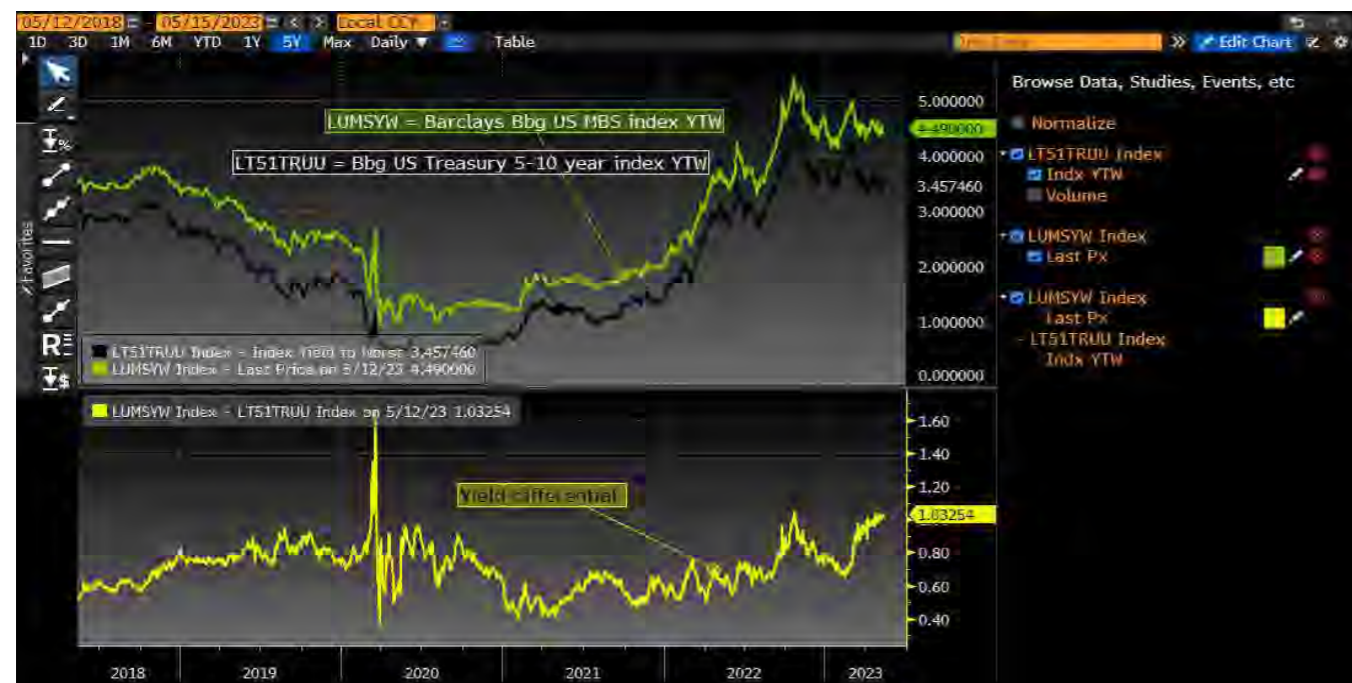 05/12/2018 - 05/15/2023 Local CCY
1D 3D 1M 6M YTD 1Y 5Y Max Daily ▼ Table » Edit Chart
Browse Data, Studies, Events, etc
Normalize
LT51TRUU Index
Indx YTW
Volume
LUMSYW Index
Last Px
LUMSYW Index
Last Px
- LT51TRUU Index
Indx YTW
Favorites
LUMSYW = Barclays Bbg US MBS index YTW
LT51TRUU = Bbg US Treasury 5-10 year index YTW
5.000000
4.490000
4.000000
3.457460
3.000000
2.000000
1.000000
0.000000
LT51TRUU Index - Index Yield to Worst 3.457460
LUMSYW Index - Last Price on 5/12/23 4.490000
LUMSYW Index - LT51TRUU Index on 5/12/23 1.03254
Yield differential
1.60
1.40
1.20
1.03254
0.80
0.60
0.40
2018 2019 2020 2021 2022 2023